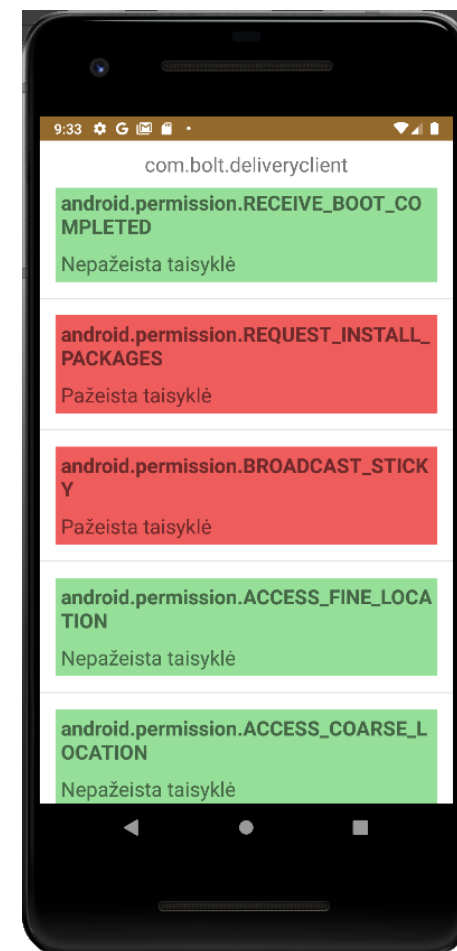 9:33
com.bolt.deliveryclient
android.permission.RECEIVE_BOOT_CO
MPLETED
Nepažeista taisyklė
android.permission.REQUEST_INSTALL_
PACKAGES
Pažeista taisyklė
android.permission.BROADCAST_STICK
Y
Pažeista taisyklė
android.permission.ACCESS_FINE_LOCA
TION
Nepažeista taisyklė
android.permission.ACCESS_COARSE_L
OCATION
Nepažeista taisyklė